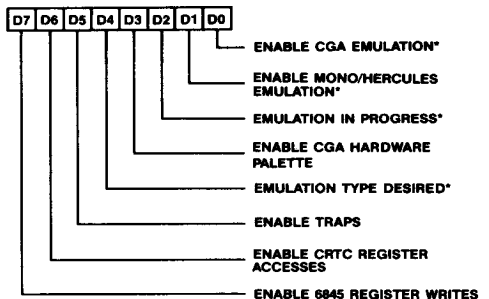 D7 D6 D5 D4 D3 D2 D1 D0
ENABLE CGA EMULATION*
ENABLE MONO/HERCULES
EMULATION*
EMULATION IN PROGRESS*
ENABLE CGA HARDWARE
PALETTE
EMULATION TYPE DESIRED*
ENABLE TRAPS
ENABLE CRTC REGISTER
ACCESSES
ENABLE 6845 REGISTER WRITES